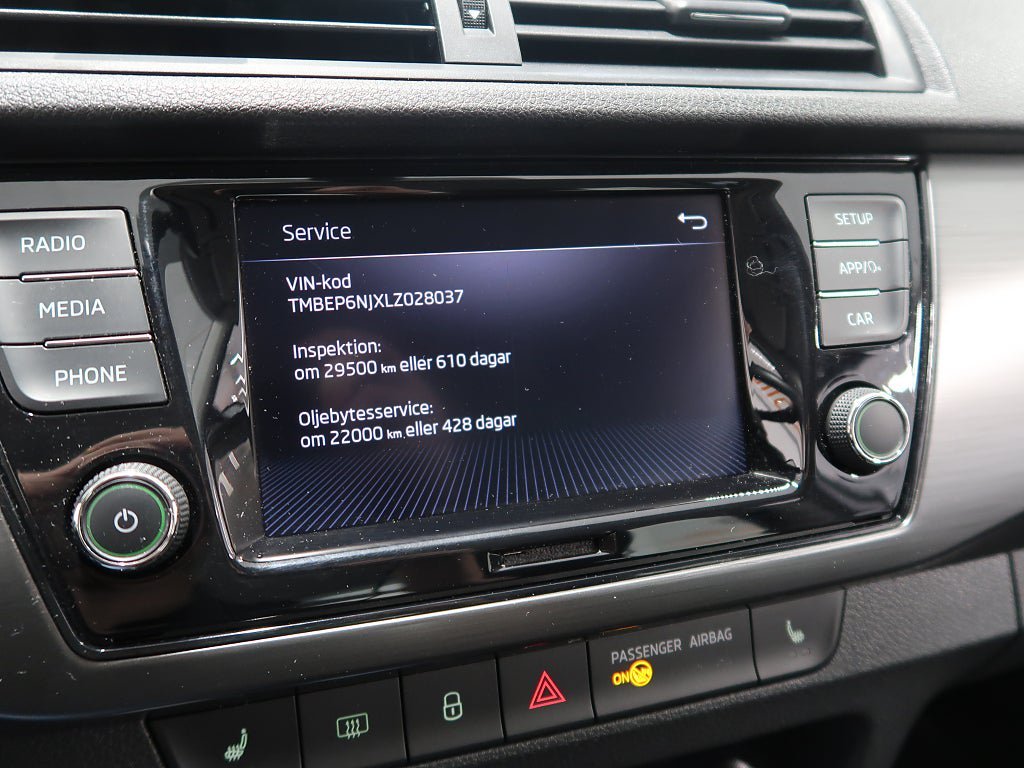 Service
VIN-kod
TMBEP6NJXLZ028037
Inspektion:
om 29500 km eller 610 dagar
Oljebytesservice:
om 22000 km eller 428 dagar
RADIO
MEDIA
PHONE
SETUP
APP/
CAR
PASSENGER AIRBAG
ON